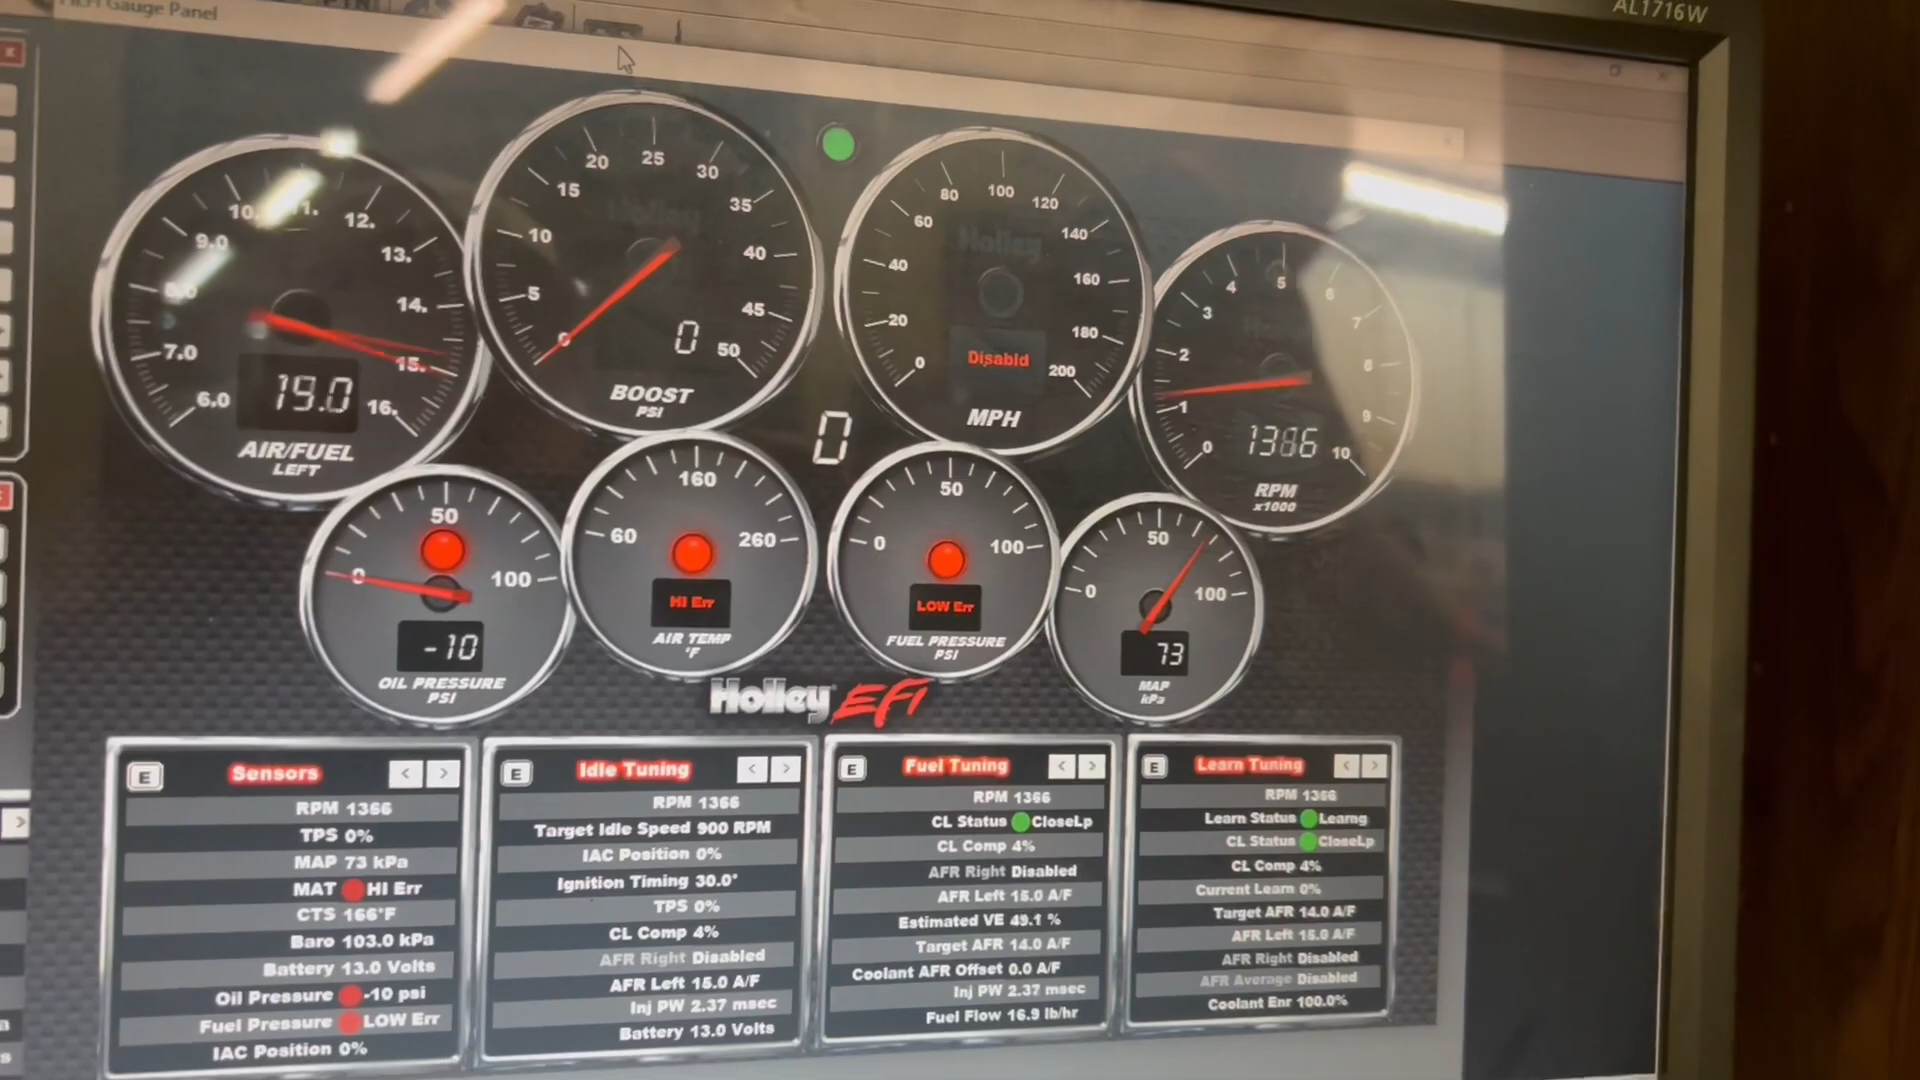 Gauge Panel
AL1716W
6.0 7.0 8.0 9.0 10. 11. 12. 13. 14. 15. 16.
19.0
AIR/FUEL
LEFT
0 5 10 15 20 25 30 35 40 45 50
0
BOOST
PSI
Holley
0 20 40 60 80 100 120 140 160 180 200
Disabld
MPH
0 1 2 3 4 5 6 7 8 9 10
1386
RPM
x1000
0
0 50 100
-10
OIL PRESSURE
PSI
60 160 260
HI Err
AIR TEMP
°F
0 50 100
LOW Err
FUEL PRESSURE
PSI
0 50 100
73
MAP
kPa
Holley EFI
E Sensors < >
RPM 1366
TPS 0%
MAP 73 kPa
MAT HI Err
CTS 166°F
Baro 103.0 kPa
Battery 13.0 Volts
Oil Pressure -10 psi
Fuel Pressure LOW Err
IAC Position 0%
E Idle Tuning < >
RPM 1366
Target Idle Speed 900 RPM
IAC Position 0%
Ignition Timing 30.0°
TPS 0%
CL Comp 4%
AFR Right Disabled
AFR Left 15.0 A/F
Inj PW 2.37 msec
Battery 13.0 Volts
E Fuel Tuning < >
RPM 1366
CL Status CloseLp
CL Comp 4%
AFR Right Disabled
AFR Left 15.0 A/F
Estimated VE 49.1 %
Target AFR 14.0 A/F
Coolant AFR Offset 0.0 A/F
Inj PW 2.37 msec
Fuel Flow 16.9 lb/hr
E Learn Tuning < >
RPM 1366
Learn Status Learng
CL Status CloseLp
CL Comp 4%
Current Learn 0%
Target AFR 14.0 A/F
AFR Left 15.0 A/F
AFR Right Disabled
AFR Average Disabled
Coolant Enr 100.0%